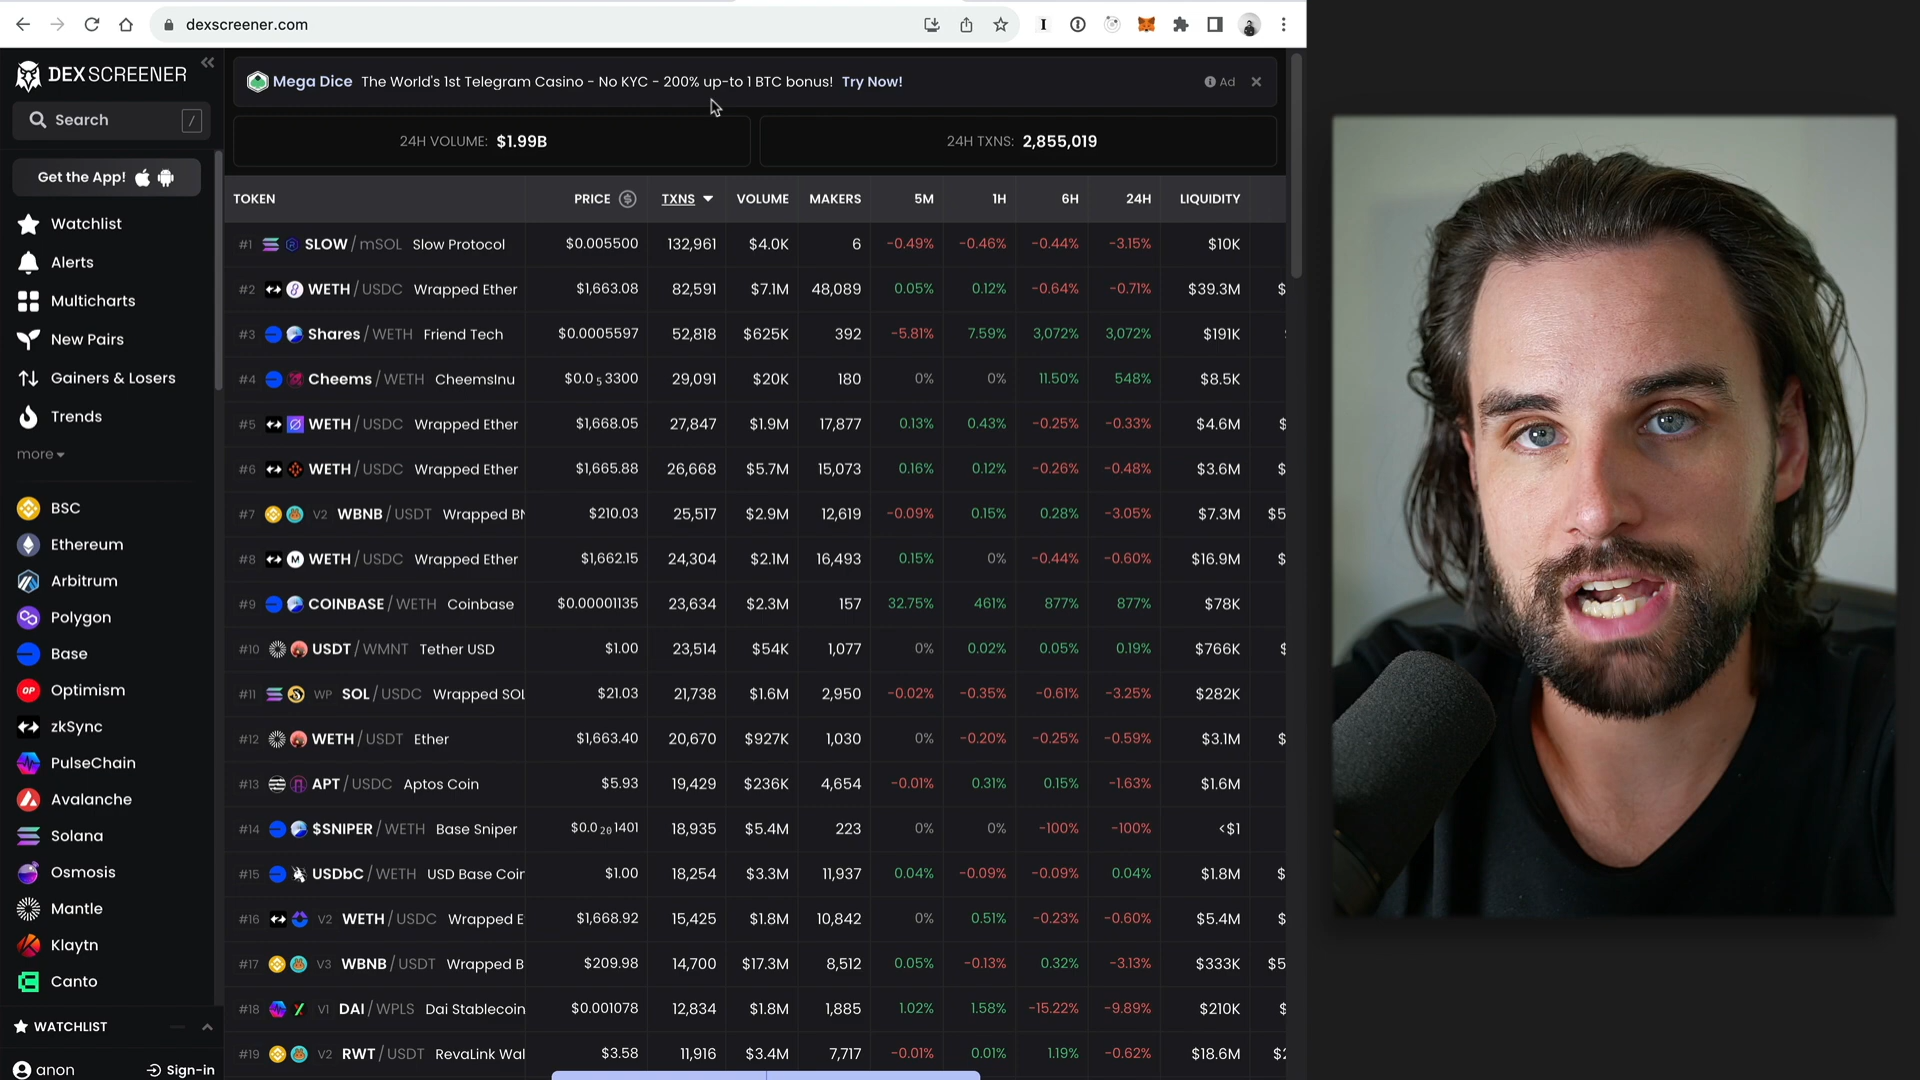 dexscreener.com
DEX SCREENER
Mega Dice The World's 1st Telegram Casino - No KYC - 200% up-to 1 BTC bonus! Try Now! Ad
Search /
24H VOLUME: $1.99B 24H TXNS: 2,855,019
Get the App!
Watchlist
Alerts
Multicharts
New Pairs
Gainers & Losers
Trends
more
BSC
Ethereum
Arbitrum
Polygon
Base
OP Optimism
zkSync
PulseChain
Avalanche
Solana
Osmosis
Mantle
Klaytn
Canto
WATCHLIST
anon Sign-in
TOKEN PRICE TXNS VOLUME MAKERS 5M 1H 6H 24H LIQUIDITY
#1 SLOW / mSOL Slow Protocol $0.005500 132,961 $4.0K 6 -0.49% -0.46% -0.44% -3.15% $10K
#2 WETH / USDC Wrapped Ether $1,663.08 82,591 $7.1M 48,089 0.05% 0.12% -0.64% -0.71% $39.3M $
#3 Shares / WETH Friend Tech $0.0005597 52,818 $625K 392 -5.81% 7.59% 3,072% 3,072% $191K
#4 Cheems / WETH CheemsInu $0.0₅3300 29,091 $20K 180 0% 0% 11.50% 548% $8.5K
#5 WETH / USDC Wrapped Ether $1,668.05 27,847 $1.9M 17,877 0.13% 0.43% -0.25% -0.33% $4.6M $
#6 WETH / USDC Wrapped Ether $1,665.88 26,668 $5.7M 15,073 0.16% 0.12% -0.26% -0.48% $3.6M $
#7 V2 WBNB / USDT Wrapped BN $210.03 25,517 $2.9M 12,619 -0.09% 0.15% 0.28% -3.05% $7.3M $5
#8 WETH / USDC Wrapped Ether $1,662.15 24,304 $2.1M 16,493 0.15% 0% -0.44% -0.60% $16.9M $
#9 COINBASE / WETH Coinbase $0.00001135 23,634 $2.3M 157 32.75% 461% 877% 877% $78K
#10 USDT / WMNT Tether USD $1.00 23,514 $54K 1,077 0% 0.02% 0.05% 0.19% $766K $
#11 WP SOL / USDC Wrapped SOL $21.03 21,738 $1.6M 2,950 -0.02% -0.35% -0.61% -3.25% $282K
#12 WETH / USDT Ether $1,663.40 20,670 $927K 1,030 0% -0.20% -0.25% -0.59% $3.1M $
#13 APT / USDC Aptos Coin $5.93 19,429 $236K 4,654 -0.01% 0.31% 0.15% -1.63% $1.6M
#14 $SNIPER / WETH Base Sniper $0.0₂₀1401 18,935 $5.4M 223 0% 0% -100% -100% <$1
#15 USDbC / WETH USD Base Coin $1.00 18,254 $3.3M 11,937 0.04% -0.09% -0.09% 0.04% $1.8M $
#16 V2 WETH / USDC Wrapped E $1,668.92 15,425 $1.8M 10,842 0% 0.51% -0.23% -0.60% $5.4M $
#17 V3 WBNB / USDT Wrapped B $209.98 14,700 $17.3M 8,512 0.05% -0.13% 0.32% -3.13% $333K $5
#18 V1 DAI / WPLS Dai Stablecoin $0.001078 12,834 $1.8M 1,885 1.02% 1.58% -15.22% -9.89% $210K $
#19 V2 RWT / USDT RevaLink Wal $3.58 11,916 $3.4M 7,717 -0.01% 0.01% 1.19% -0.62% $18.6M $2